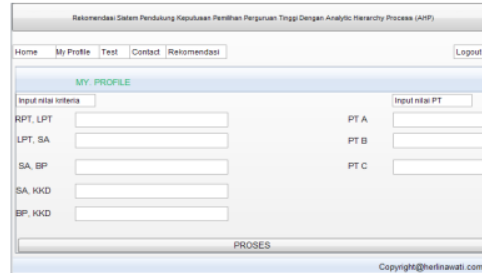 Rekomendasi Sistem Pendukung Keputusan Pemilihan Perguruan Tinggi Dengan Analytic Hierarchy Process (AHP)
Home My Profile Test Contact Rekomendasi Logout
MY. PROFILE
Input nilai kriteria Input nilai PT
RPT, LPT PT A
LPT, SA PT B
SA, BP PT C
SA, KKD
BP, KKD
PROSES
Copyright@herlinawati.com